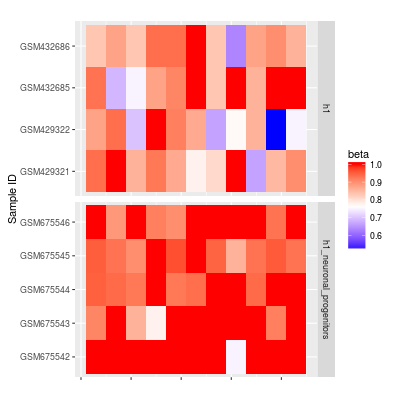 Sample ID
GSM432686
GSM432685
GSM429322
GSM429321
h1
GSM675546
GSM675545
GSM675544
GSM675543
GSM675542
h1_neuronal_progenitors
beta
1.0
0.9
0.8
0.7
0.6